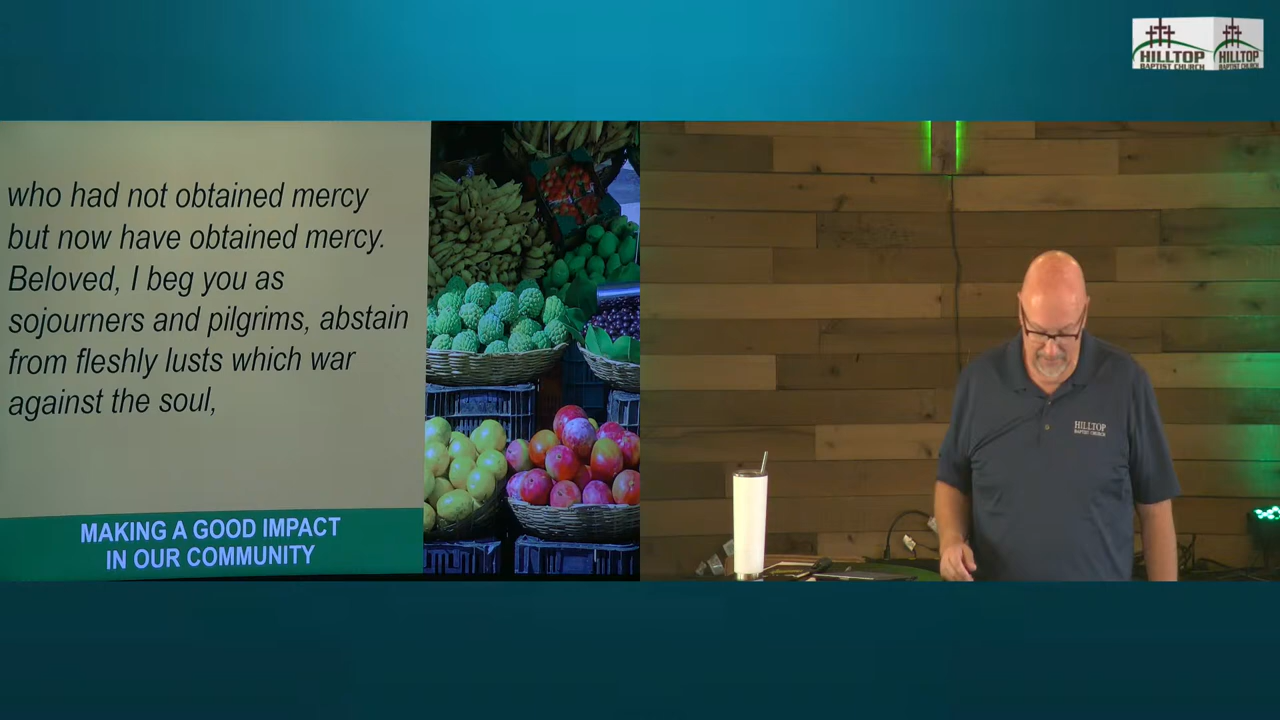 HILLTOP
BAPTIST CHURCH
HILLTOP
BAPTIST CHURCH
who had not obtained mercy
but now have obtained mercy.
Beloved, I beg you as
sojourners and pilgrims, abstain
from fleshly lusts which war
against the soul,
MAKING A GOOD IMPACT
IN OUR COMMUNITY
HILLTOP
BAPTIST CHURCH